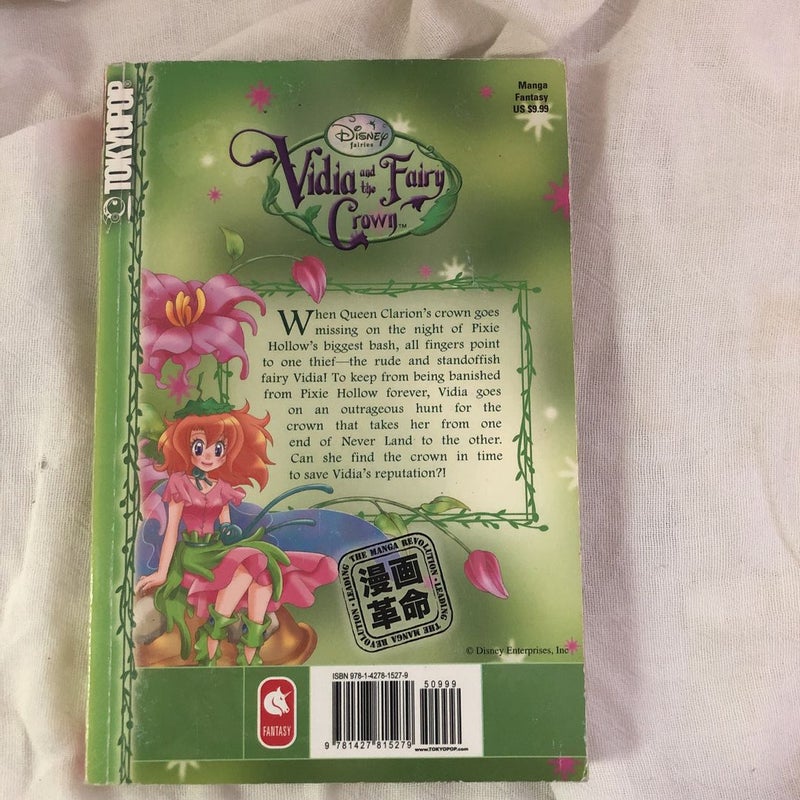 TOKYOPOP
Manga
Fantasy
US $9.99
Disney
fairies
Vidia and the Fairy
Crown™
When Queen Clarion's crown goes
missing on the night of Pixie
Hollow's biggest bash, all fingers point
to one thief—the rude and standoffish
fairy Vidia! To keep from being banished
from Pixie Hollow forever, Vidia goes
on an outrageous hunt for the
crown that takes her from one
end of Never Land to the other.
Can she find the crown in time
to save Vidia's reputation?!
LEADING • THE MANGA REVOLUTION • LEADING THE MANGA REVOLUTION •
漫画
革命
© Disney Enterprises, Inc
FANTASY
ISBN 978-1-4278-1527-9
50999
9 781427 815279
www.TOKYOPOP.com